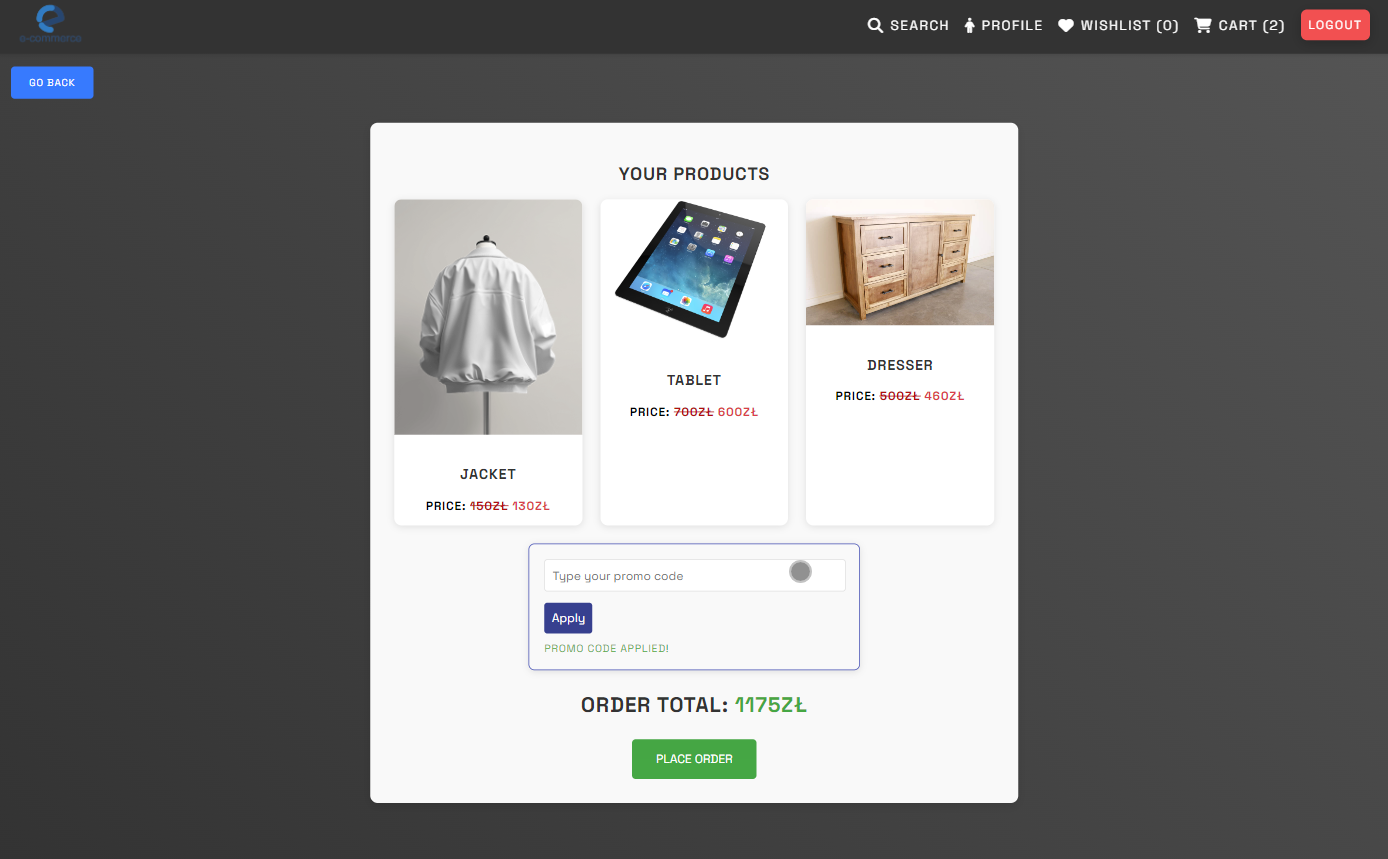 e-commerce
SEARCH
PROFILE
WISHLIST (0)
CART (2)
LOGOUT
GO BACK
YOUR PRODUCTS
JACKET
PRICE: 150ZŁ 130ZŁ
TABLET
PRICE: 700ZŁ 600ZŁ
DRESSER
PRICE: 500ZŁ 460ZŁ
Type your promo code
Apply
PROMO CODE APPLIED!
ORDER TOTAL: 1175ZŁ
PLACE ORDER